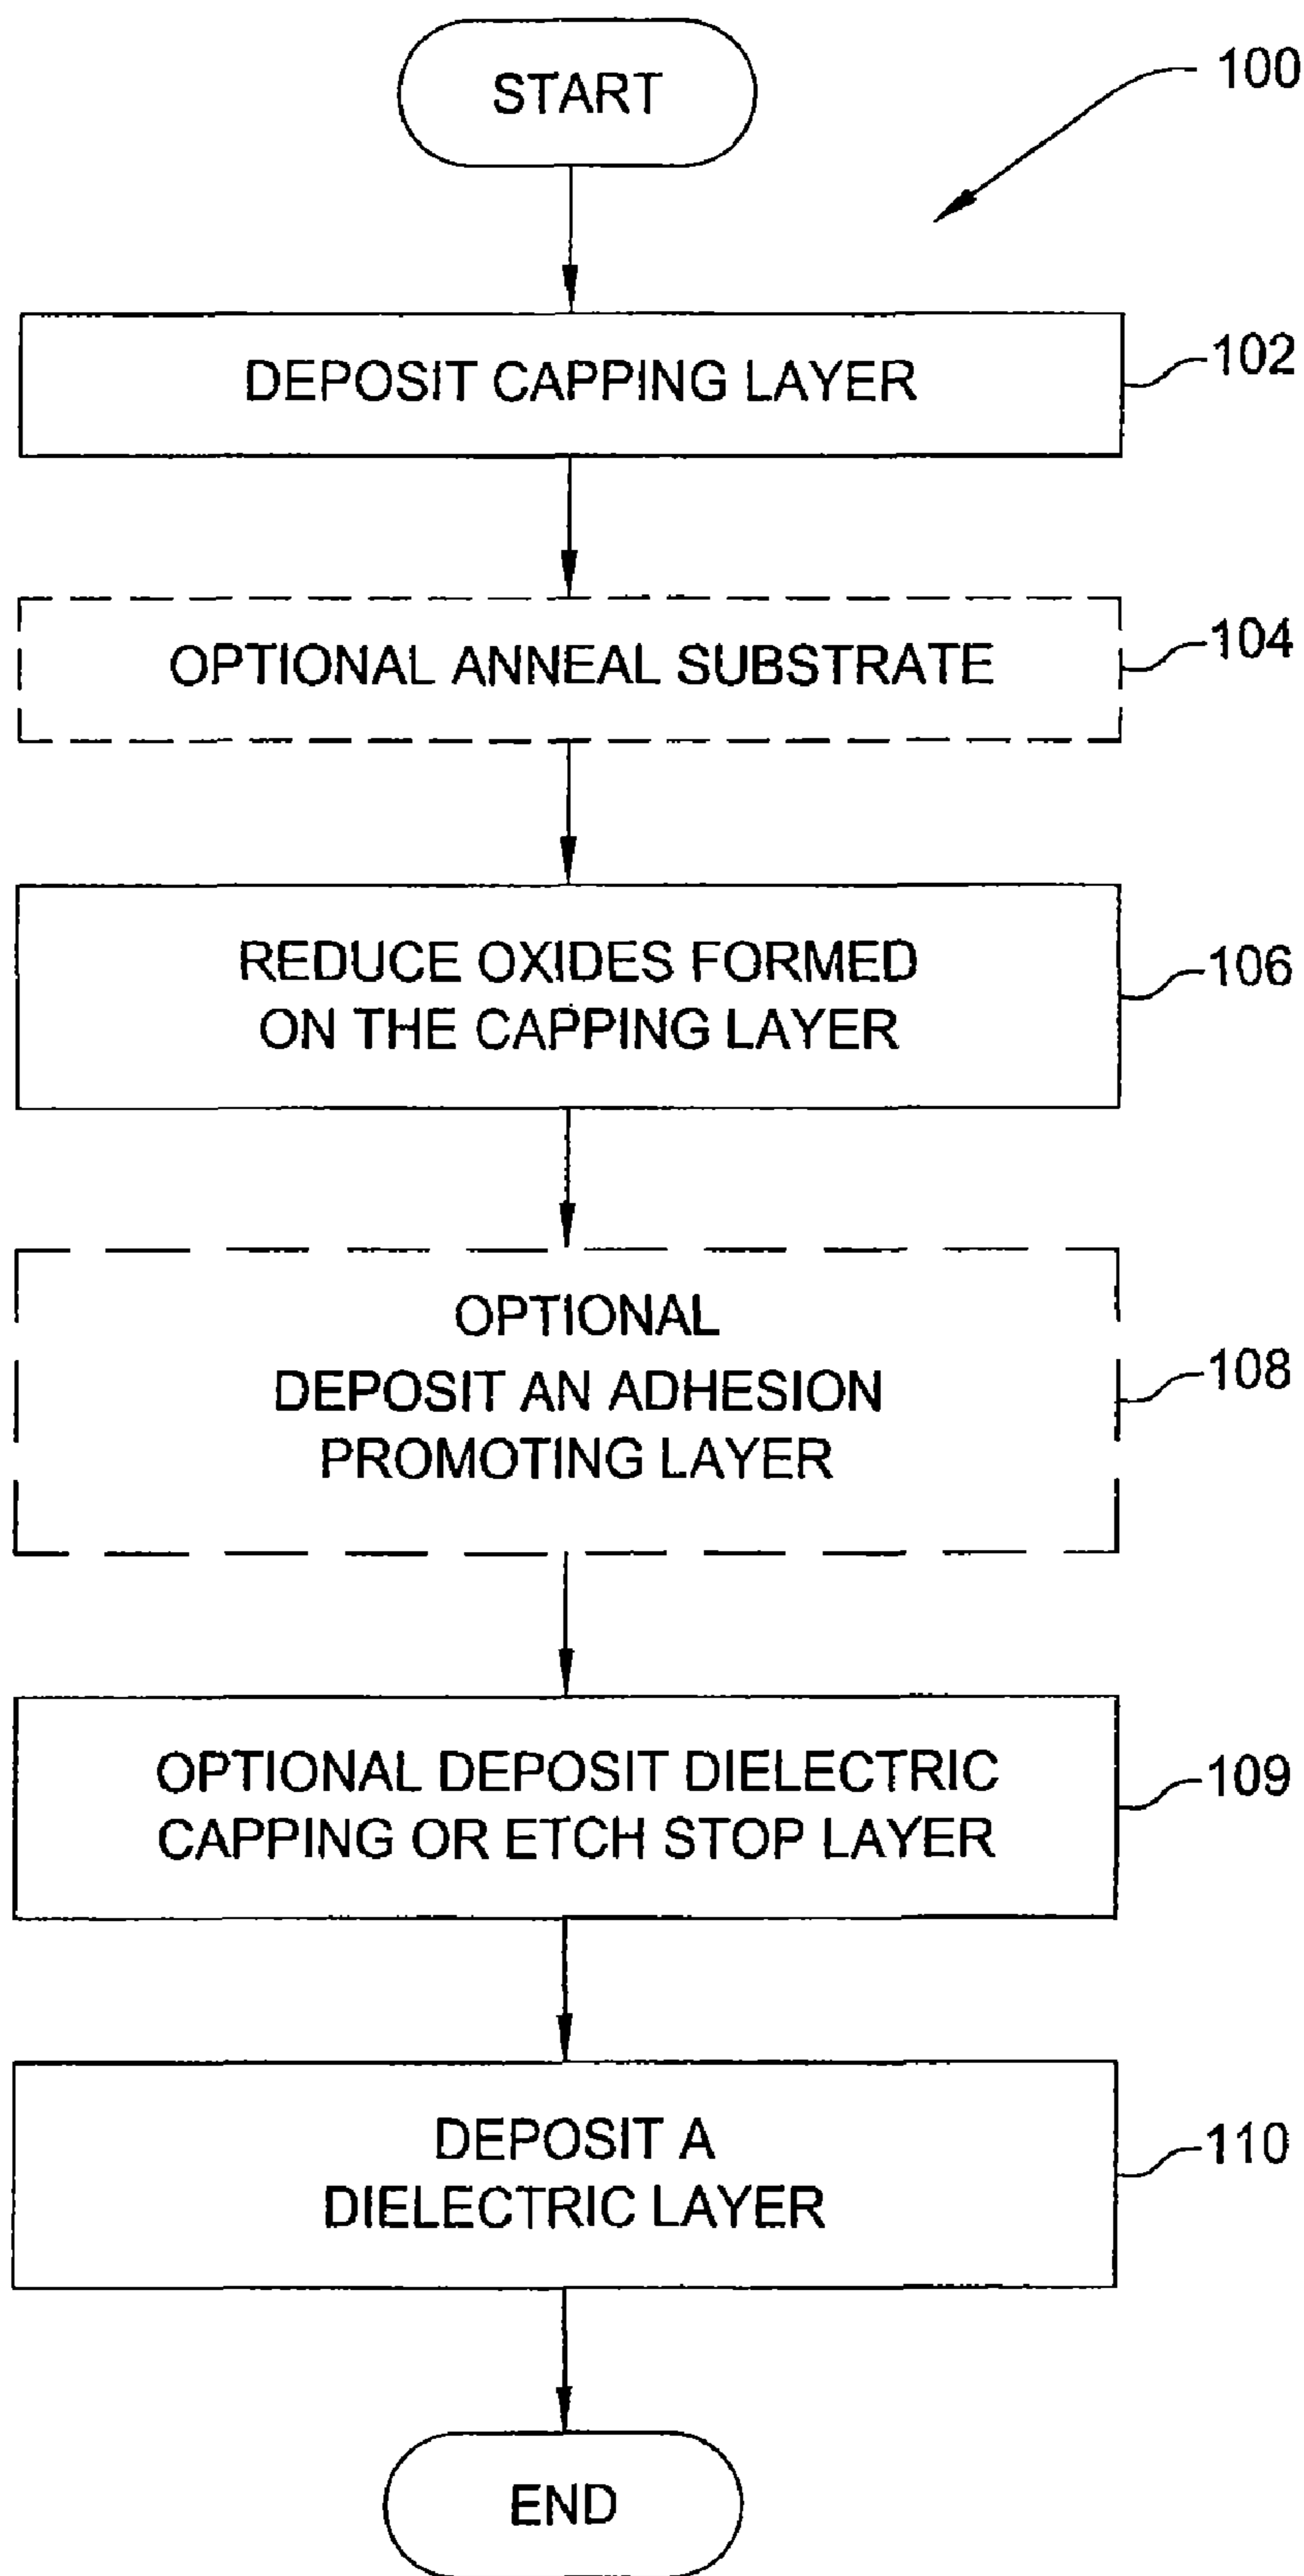 START
100
DEPOSIT CAPPING LAYER
102
OPTIONAL ANNEAL SUBSTRATE
104
REDUCE OXIDES FORMED
ON THE CAPPING LAYER
106
OPTIONAL
DEPOSIT AN ADHESION
PROMOTING LAYER
108
OPTIONAL DEPOSIT DIELECTRIC
CAPPING OR ETCH STOP LAYER
109
DEPOSIT A
DIELECTRIC LAYER
110
END